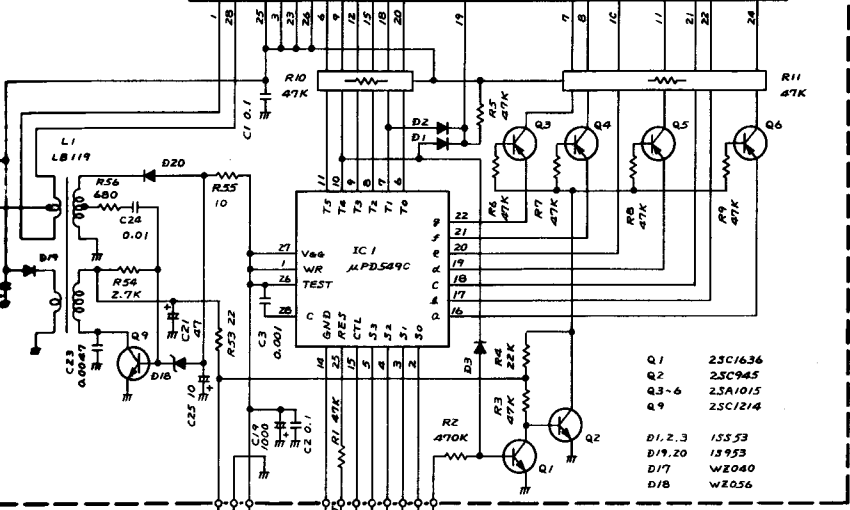 1 28 25 3 23 26 6 9 12 15 18 20 19 7 8 10 11 21 22 24
R10
47K
R11
47K
C1 0.1
R5
47K
D2
D1
Q3
Q4
Q5
Q6
L1
LB119
D20
R56
680
R55
10
C24
0.01
11 10 9 8 7 6
T5 T4 T3 T2 T1 T0
R6
47K
R7
47K
R8
47K
R9
47K
IC1
μPD549C
27 VGG
1 WR
26 TEST
28 C
g 22
f 21
e 20
d 19
c 18
b 17
a 16
D19
R54
2.7K
C21
47
R53 22
C3
0.001
GND RES CTL S3 S2 S1 S0
14 25 15 5 4 3 2
C23
0.0047
Q9
D18
C25 10
D3
R4
22K
R3
47K
C19
1000
C2 0.1
R1 47K
R2
470K
Q1
Q2
Q1 2SC1636
Q2 2SC945
Q3~6 2SA1015
Q9 2SC1214
D1,2,3 1SS53
D19,20 1S953
D17 WZ040
D18 WZ056